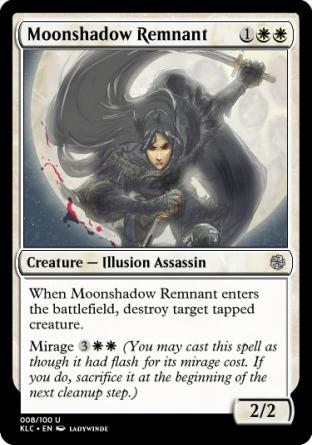 Moonshadow Remnant 1
Creature — Illusion Assassin
When Moonshadow Remnant enters
the battlefield, destroy target tapped
creature.
Mirage 3 (You may cast this spell as
though it had flash for its mirage cost. If
you do, sacrifice it at the beginning of the
next cleanup step.)
2/2
008/100 U
KLC • EN LADYWINDE